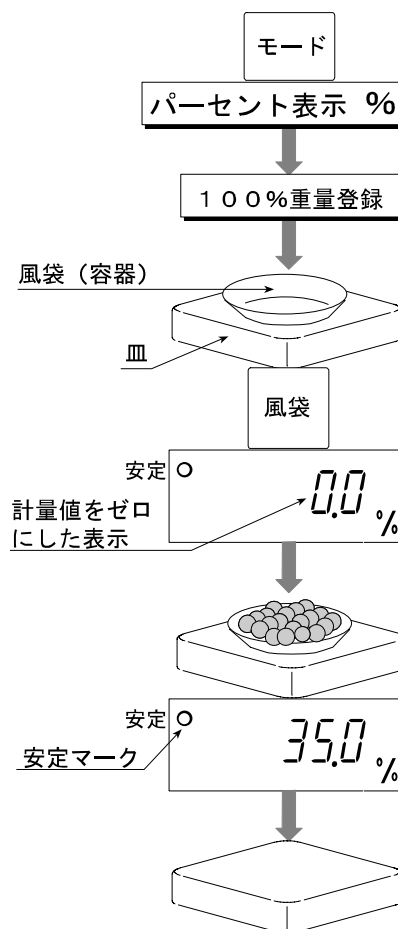 モード
パーセント表示 %
100%重量登録
風袋（容器）
皿
風袋
安定
0.0 %
計量値をゼロ
にした表示
安定
35.0 %
安定マーク